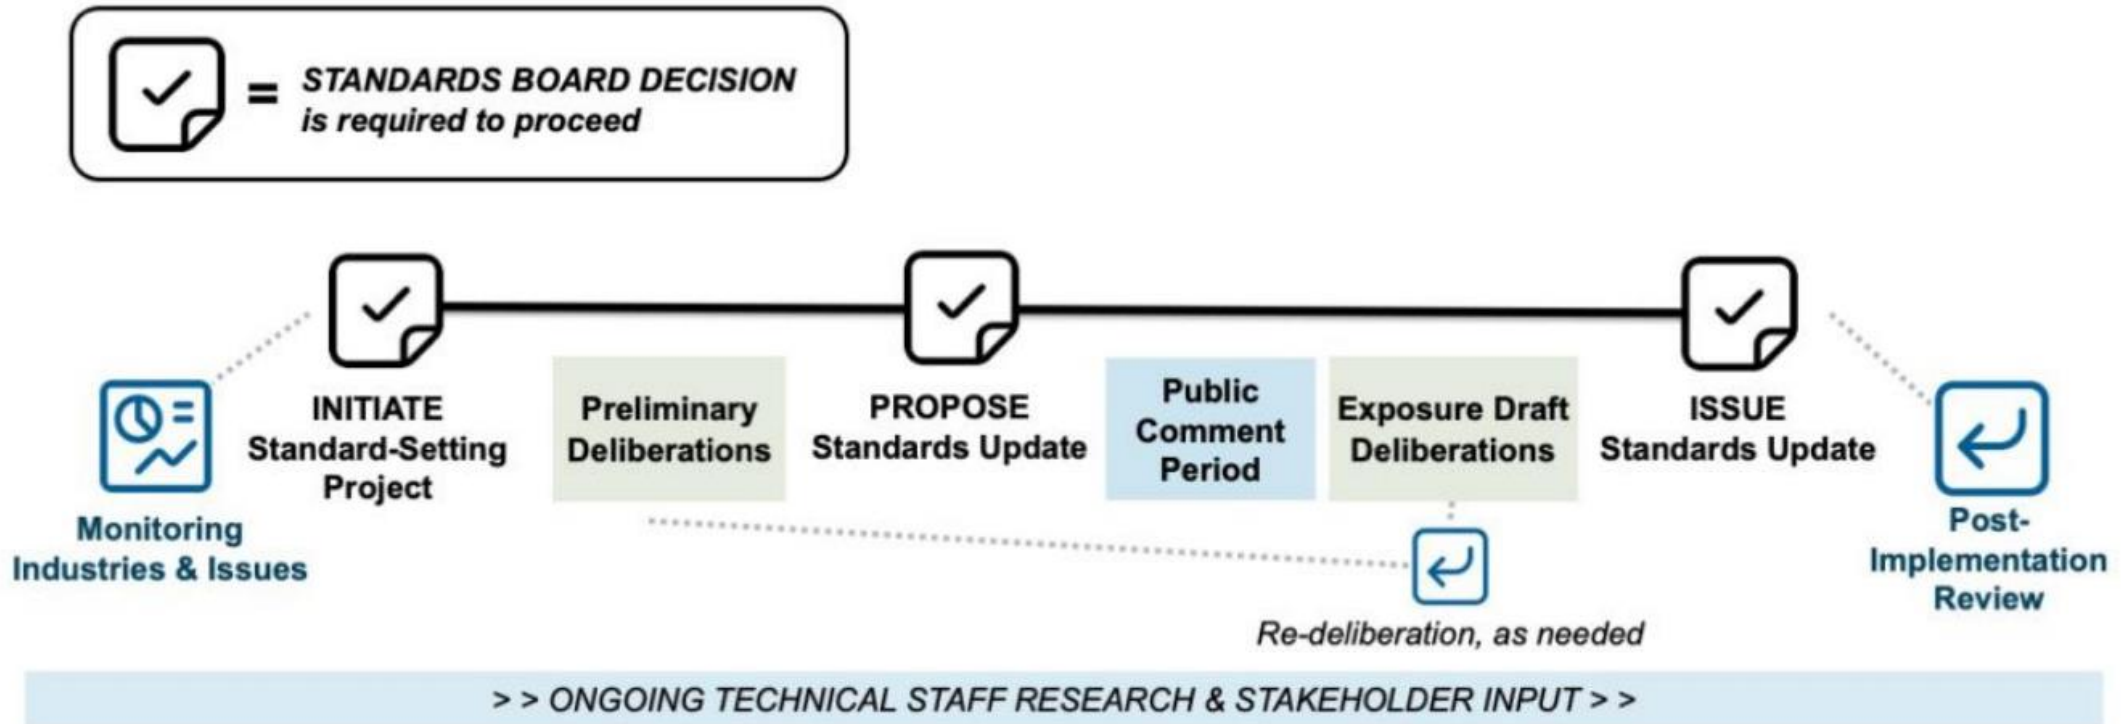 =
STANDARDS BOARD DECISION
is required to proceed
Monitoring
Industries & Issues
INITIATE
Standard-Setting
Project
Preliminary
Deliberations
PROPOSE
Standards Update
Public
Comment
Period
Exposure Draft
Deliberations
ISSUE
Standards Update
Post-
Implementation
Review
Re-deliberation, as needed
> > ONGOING TECHNICAL STAFF RESEARCH & STAKEHOLDER INPUT > >